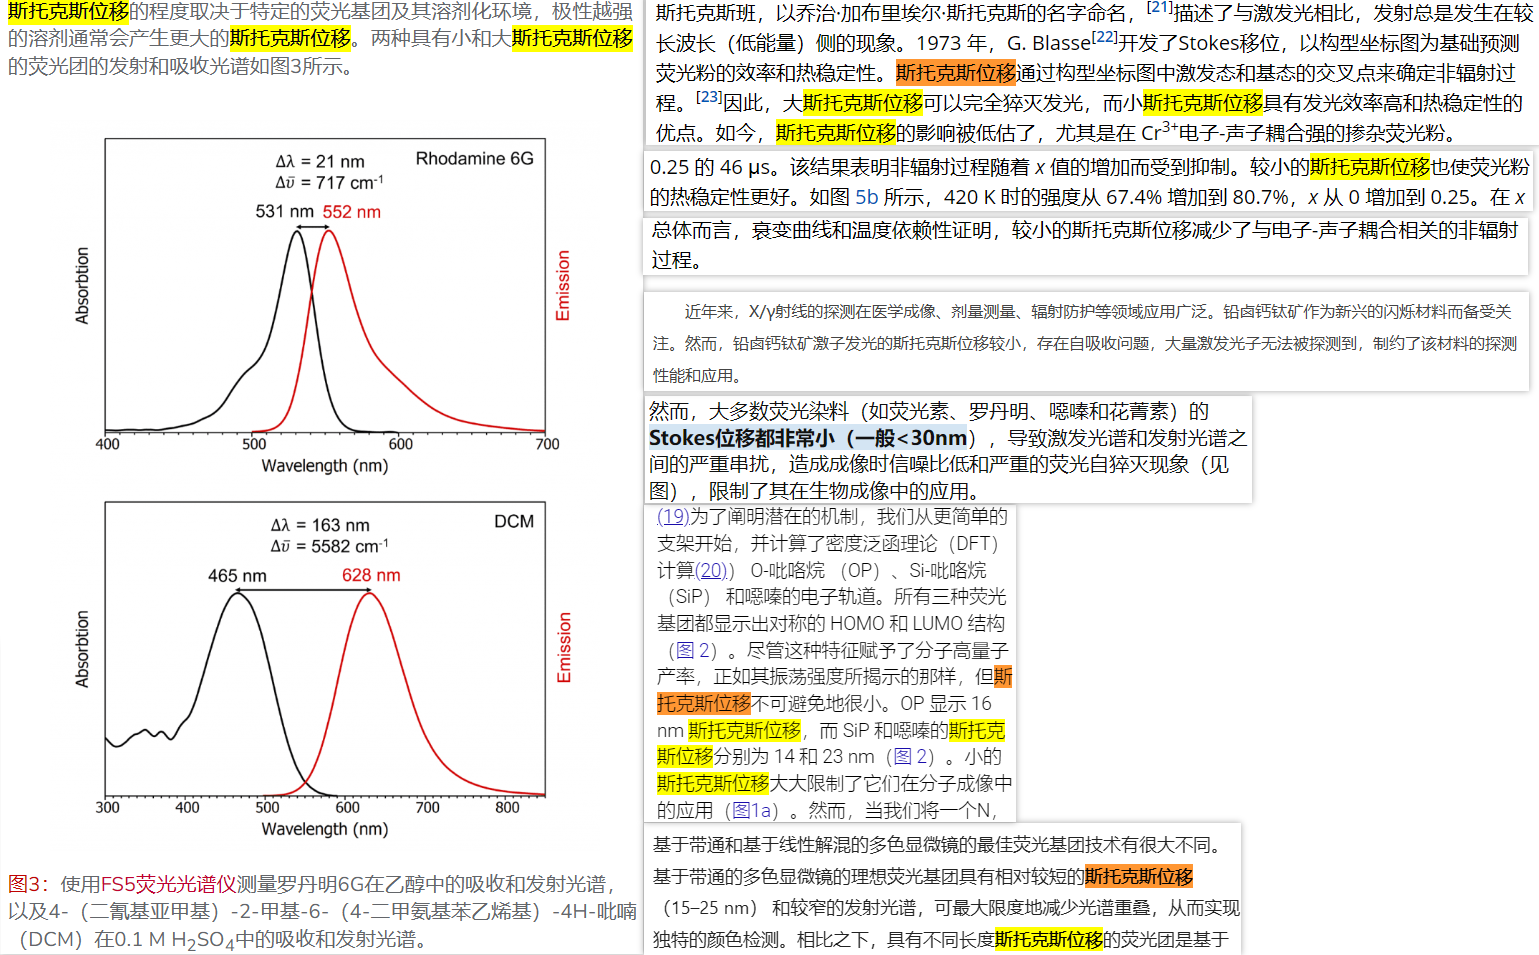 斯托克斯位移的程度取决于特定的荧光基团及其溶剂化环境，极性越强
的溶剂通常会产生更大的斯托克斯位移。两种具有小和大斯托克斯位移
的荧光团的发射和吸收光谱如图3所示。
Δλ = 21 nm
Rhodamine 6G
Δῡ = 717 cm⁻¹
531 nm 552 nm
Absorbtion
Emission
400 500 600 700
Wavelength (nm)
Δλ = 163 nm
DCM
Δῡ = 5582 cm⁻¹
465 nm 628 nm
Absorbtion
Emission
300 400 500 600 700 800
Wavelength (nm)
图3：使用FS5荧光光谱仪测量罗丹明6G在乙醇中的吸收和发射光谱，
以及4-（二氰基亚甲基）-2-甲基-6-（4-二甲氨基苯乙烯基）-4H-吡喃
（DCM）在0.1 M H₂SO₄中的吸收和发射光谱。
斯托克斯班，以乔治·加布里埃尔·斯托克斯的名字命名，[21]描述了与激发光相比，发射总是发生在较
长波长（低能量）侧的现象。1973 年，G. Blasse[22]开发了Stokes移位，以构型坐标图为基础预测
荧光粉的效率和热稳定性。斯托克斯位移通过构型坐标图中激发态和基态的交叉点来确定非辐射过
程。[23]因此，大斯托克斯位移可以完全猝灭发光，而小斯托克斯位移具有发光效率高和热稳定性的
优点。如今，斯托克斯位移的影响被低估了，尤其是在 Cr³⁺电子-声子耦合强的掺杂荧光粉。
0.25 的 46 μs。该结果表明非辐射过程随着 x 值的增加而受到抑制。较小的斯托克斯位移也使荧光粉
的热稳定性更好。如图 5b 所示，420 K 时的强度从 67.4% 增加到 80.7%，x 从 0 增加到 0.25。在 x
总体而言，衰变曲线和温度依赖性证明，较小的斯托克斯位移减少了与电子-声子耦合相关的非辐射
过程。
近年来，X/γ射线的探测在医学成像、剂量测量、辐射防护等领域应用广泛。铅卤钙钛矿作为新兴的闪烁材料而备受关
注。然而，铅卤钙钛矿激子发光的斯托克斯位移较小，存在自吸收问题，大量激发光子无法被探测到，制约了该材料的探测
性能和应用。
然而，大多数荧光染料（如荧光素、罗丹明、噁嗪和花菁素）的
Stokes位移都非常小（一般<30nm），导致激发光谱和发射光谱之
间的严重串扰，造成成像时信噪比低和严重的荧光自猝灭现象（见
图），限制了其在生物成像中的应用。
(19)为了阐明潜在的机制，我们从更简单的
支架开始，并计算了密度泛函理论（DFT）
计算(20)） O-吡咯烷 （OP）、Si-吡咯烷
（SiP） 和噁嗪的电子轨道。所有三种荧光
基团都显示出对称的 HOMO 和 LUMO 结构
（图 2）。尽管这种特征赋予了分子高量子
产率，正如其振荡强度所揭示的那样，但斯
托克斯位移不可避免地很小。OP 显示 16
nm 斯托克斯位移，而 SiP 和噁嗪的斯托克
斯位移分别为 14 和 23 nm（图 2）。小的
斯托克斯位移大大限制了它们在分子成像中
的应用（图1a）。然而，当我们将一个N，
基于带通和基于线性解混的多色显微镜的最佳荧光基团技术有很大不同。
基于带通的多色显微镜的理想荧光基团具有相对较短的斯托克斯位移
（15–25 nm） 和较窄的发射光谱，可最大限度地减少光谱重叠，从而实现
独特的颜色检测。相比之下，具有不同长度斯托克斯位移的荧光团是基于